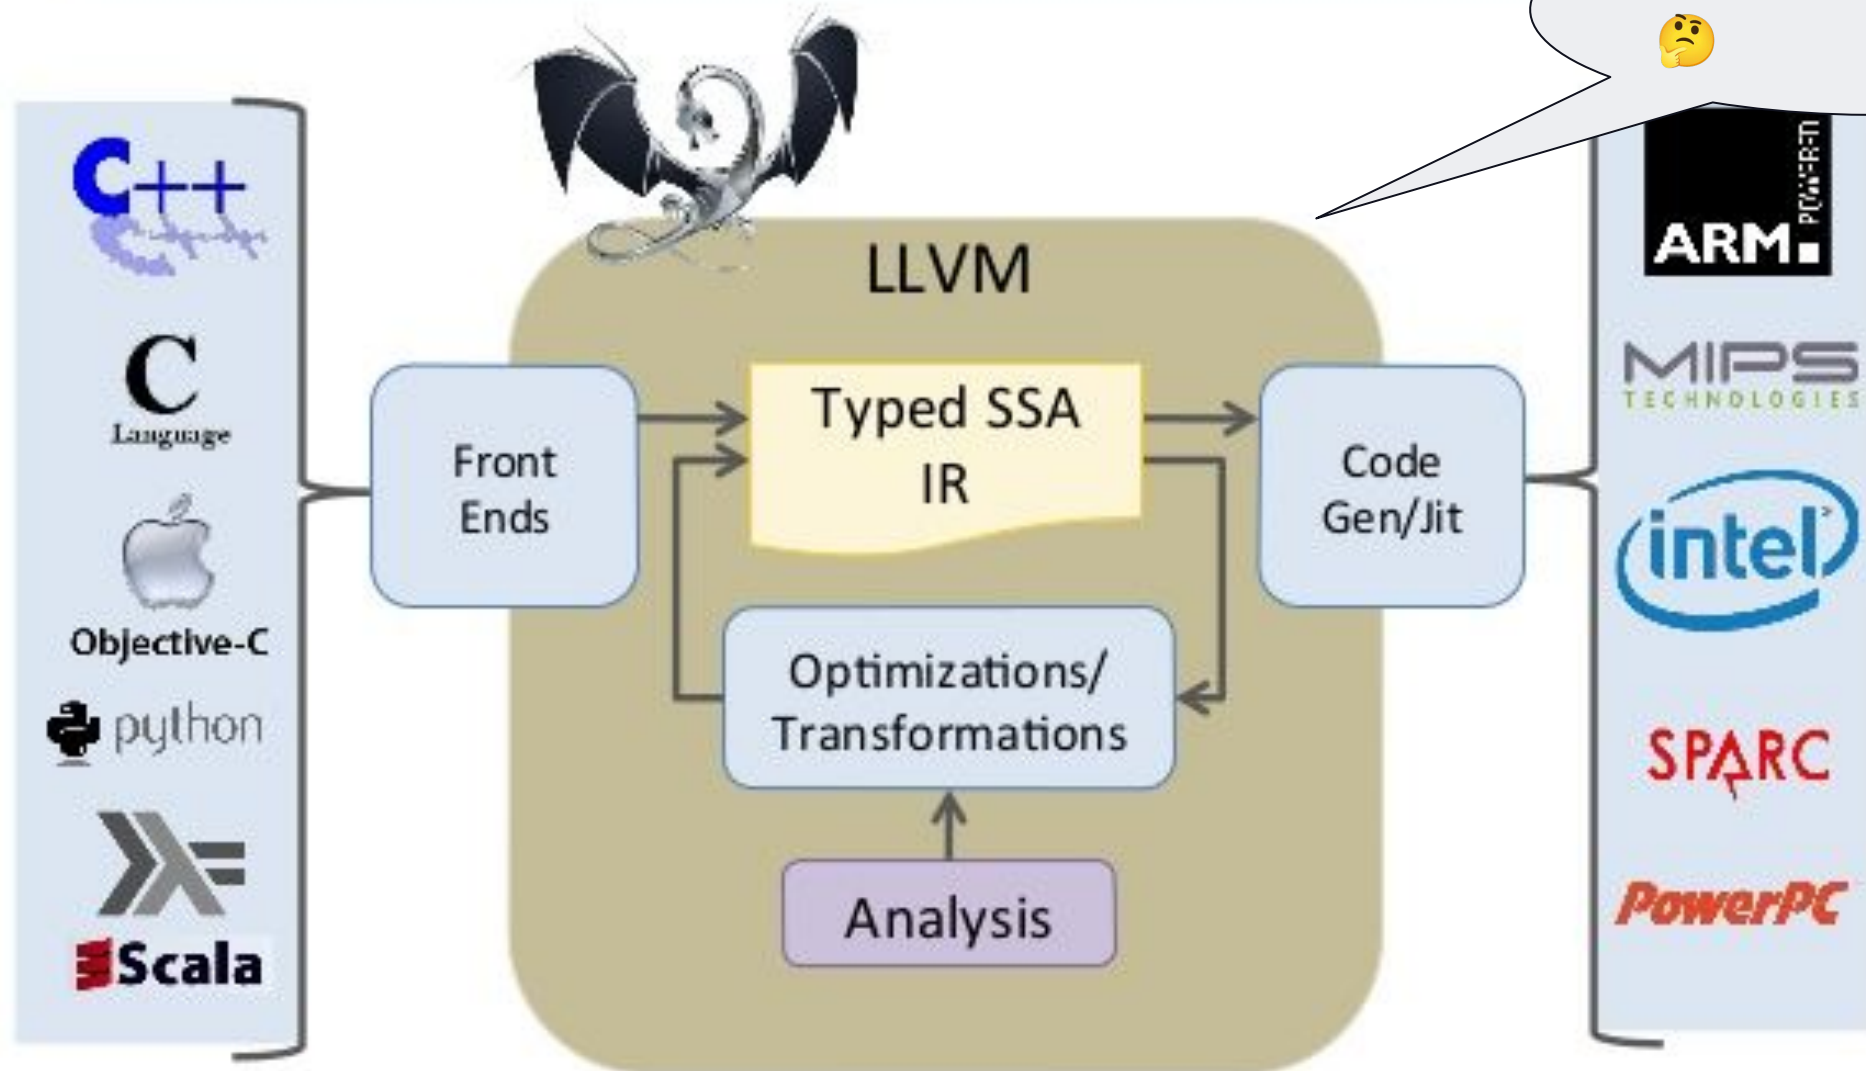 C++
C
Language
Objective-C
python
Scala
LLVM
Front
Ends
Typed SSA
IR
Code
Gen/Jit
Optimizations/
Transformations
Analysis
ARM
POWERED
MIPS
TECHNOLOGIES
intel
SPARC
PowerPC